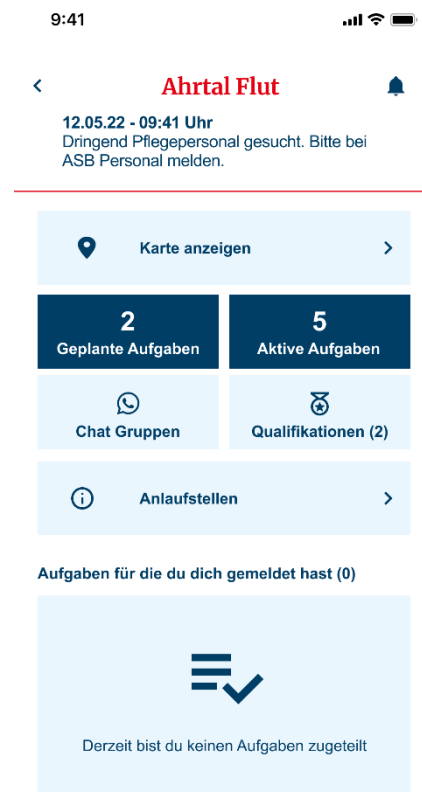 9:41
Ahrtal Flut
12.05.22 - 09:41 Uhr
Dringend Pflegepersonal gesucht. Bitte bei
ASB Personal melden.
Karte anzeigen
2
Geplante Aufgaben
5
Aktive Aufgaben
Chat Gruppen
Qualifikationen (2)
Anlaufstellen
Aufgaben für die du dich gemeldet hast (0)
Derzeit bist du keinen Aufgaben zugeteilt